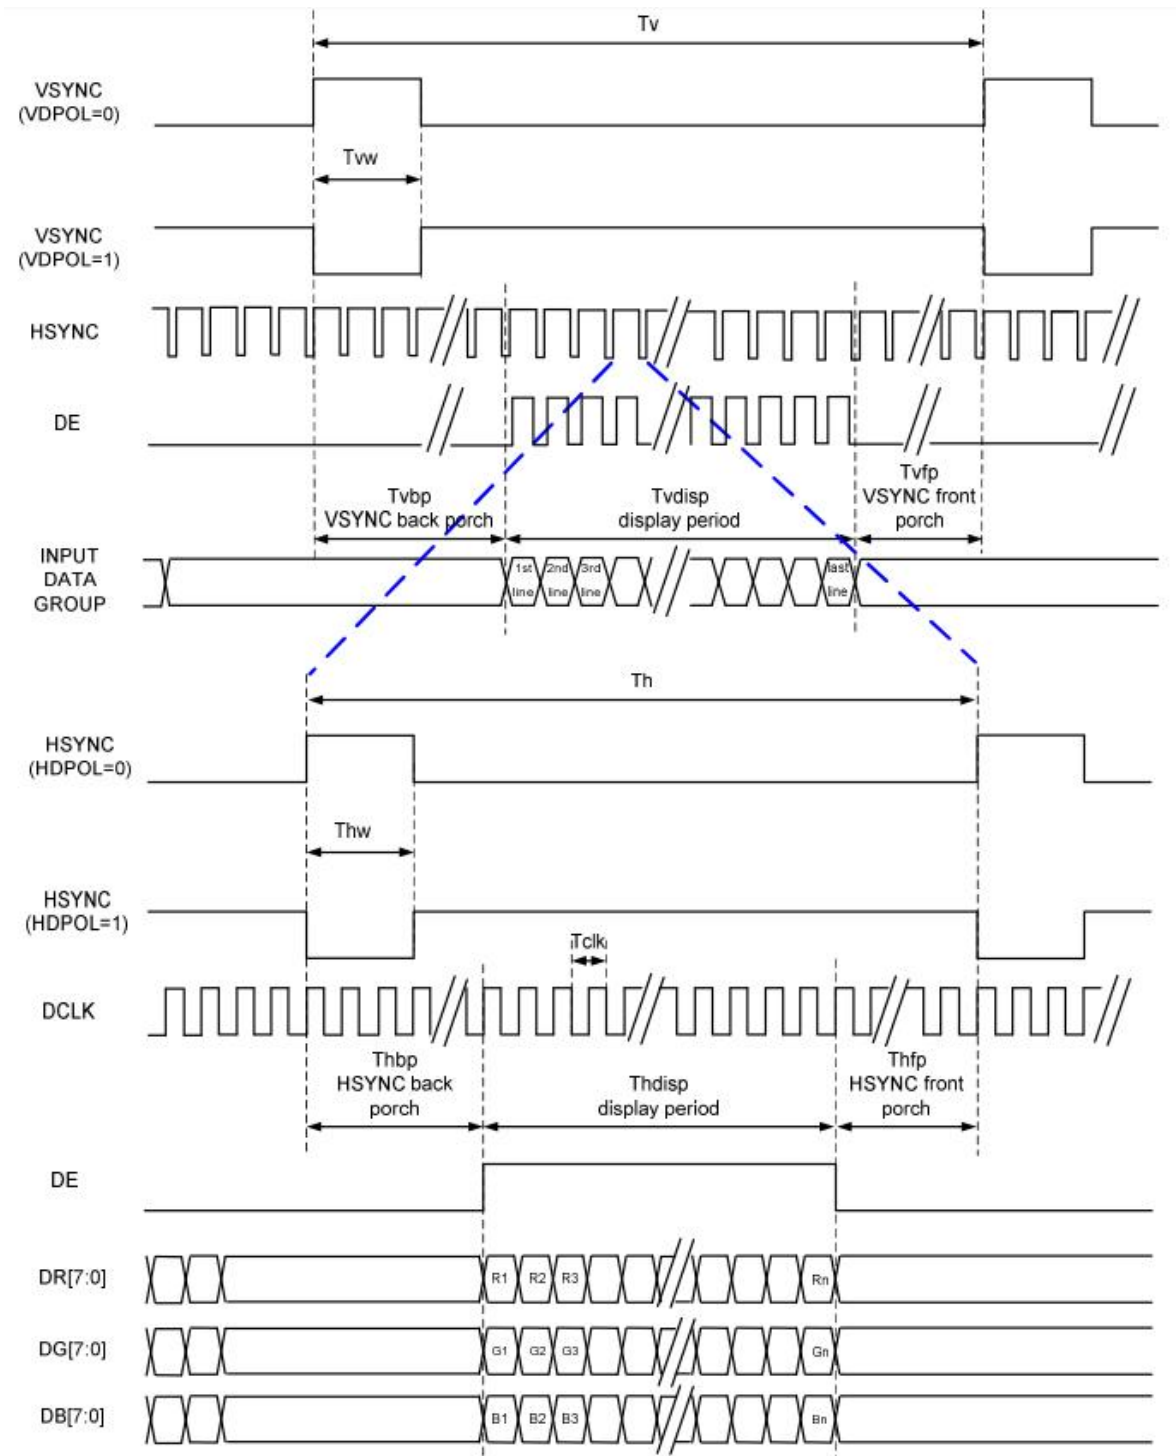 Tv
VSYNC
(VDPOL=0)
Tvw
VSYNC
(VDPOL=1)
HSYNC
DE
Tvbp
VSYNC back porch
Tvdisp
display period
Tvfp
VSYNC front
porch
INPUT
DATA
GROUP
1st
line
2nd
line
3rd
line
last
line
Th
HSYNC
(HDPOL=0)
Thw
HSYNC
(HDPOL=1)
Tclk
DCLK
Thbp
HSYNC back
porch
Thdisp
display period
Thfp
HSYNC front
porch
DE
DR[7:0]
R1 R2 R3 Rn
DG[7:0]
G1 G2 G3 Gn
DB[7:0]
B1 B2 B3 Bn